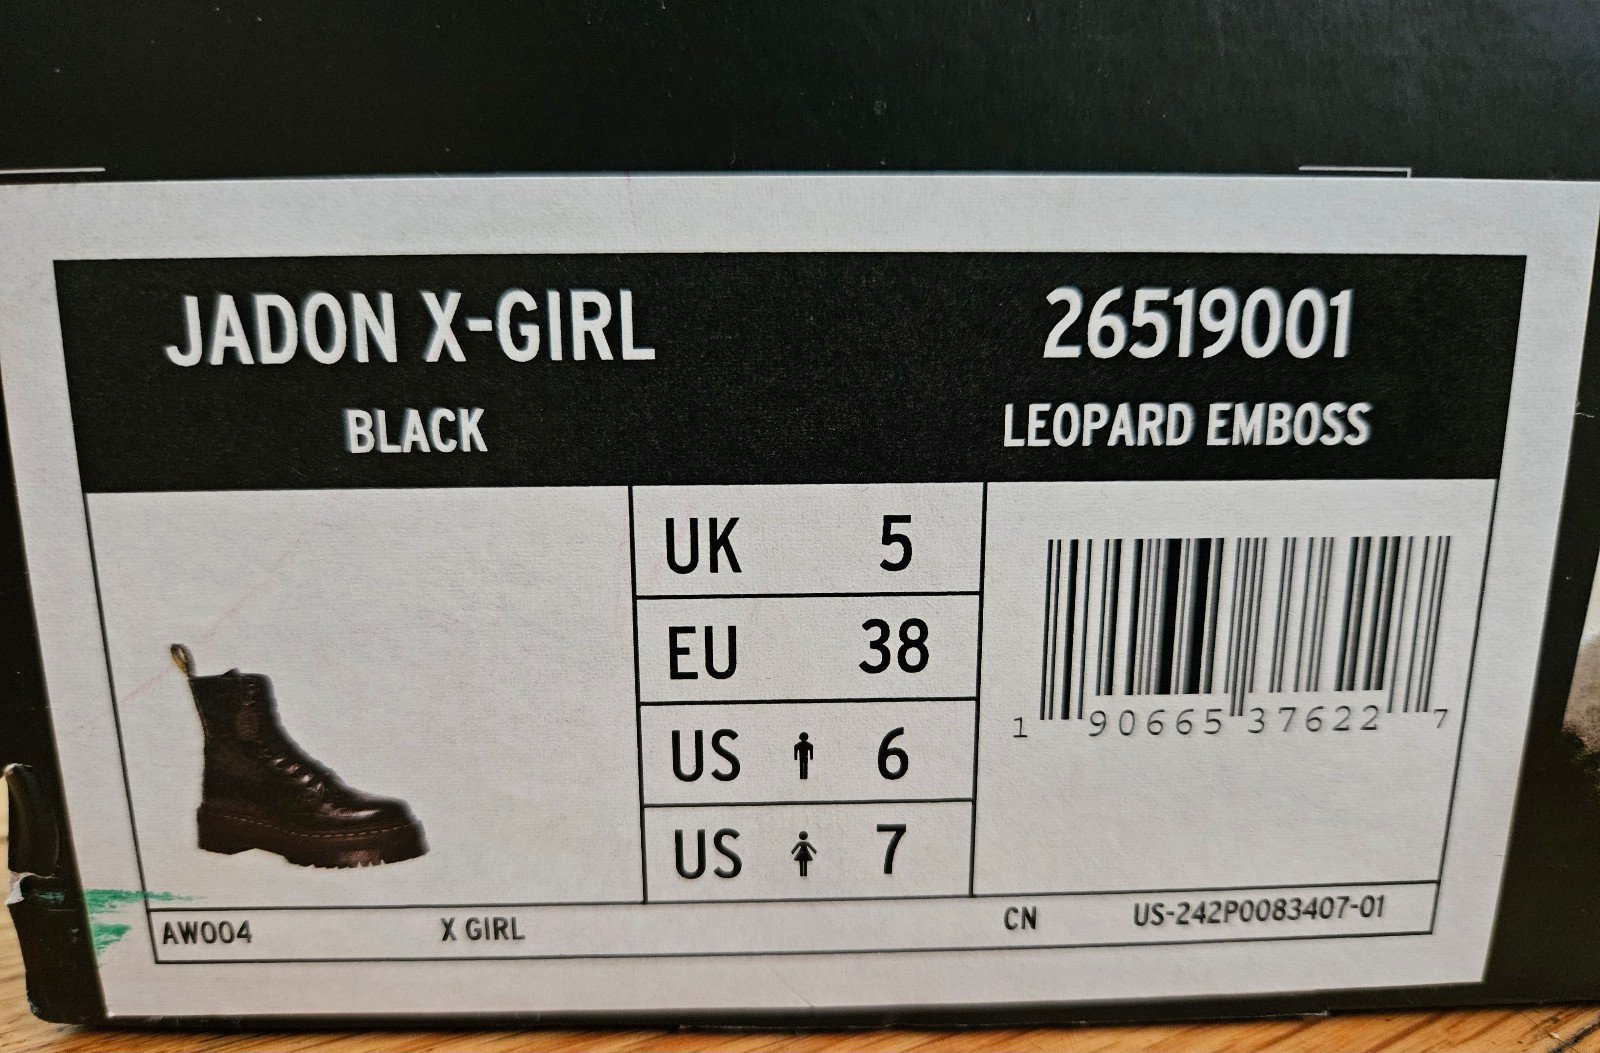 JADON X-GIRL 26519001
BLACK LEOPARD EMBOSS
UK 5
EU 38
US 6
US 7
1 90665 37622 7
AW004 X GIRL CN US-242P0083407-01